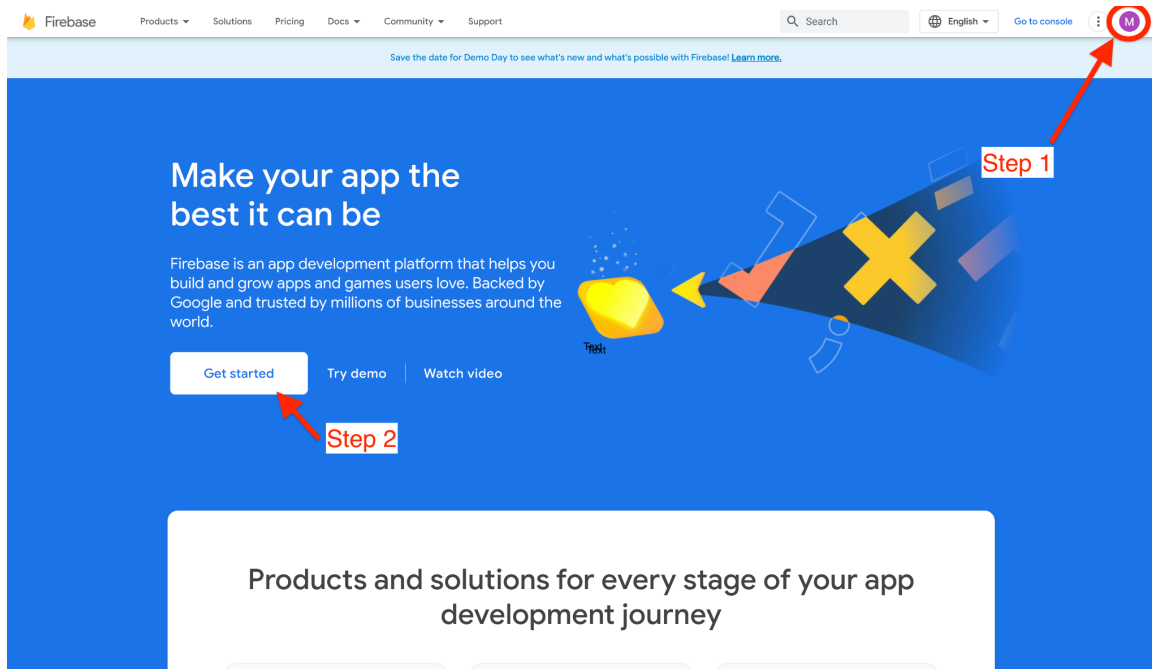 Firebase Products Solutions Pricing Docs Community Support Search English Go to console M
Save the date for Demo Day to see what's new and what's possible with Firebase! Learn more.
Step 1
Make your app the
best it can be
Firebase is an app development platform that helps you
build and grow apps and games users love. Backed by
Google and trusted by millions of businesses around the
world.
Text
Text
Get started Try demo Watch video
Step 2
Products and solutions for every stage of your app
development journey